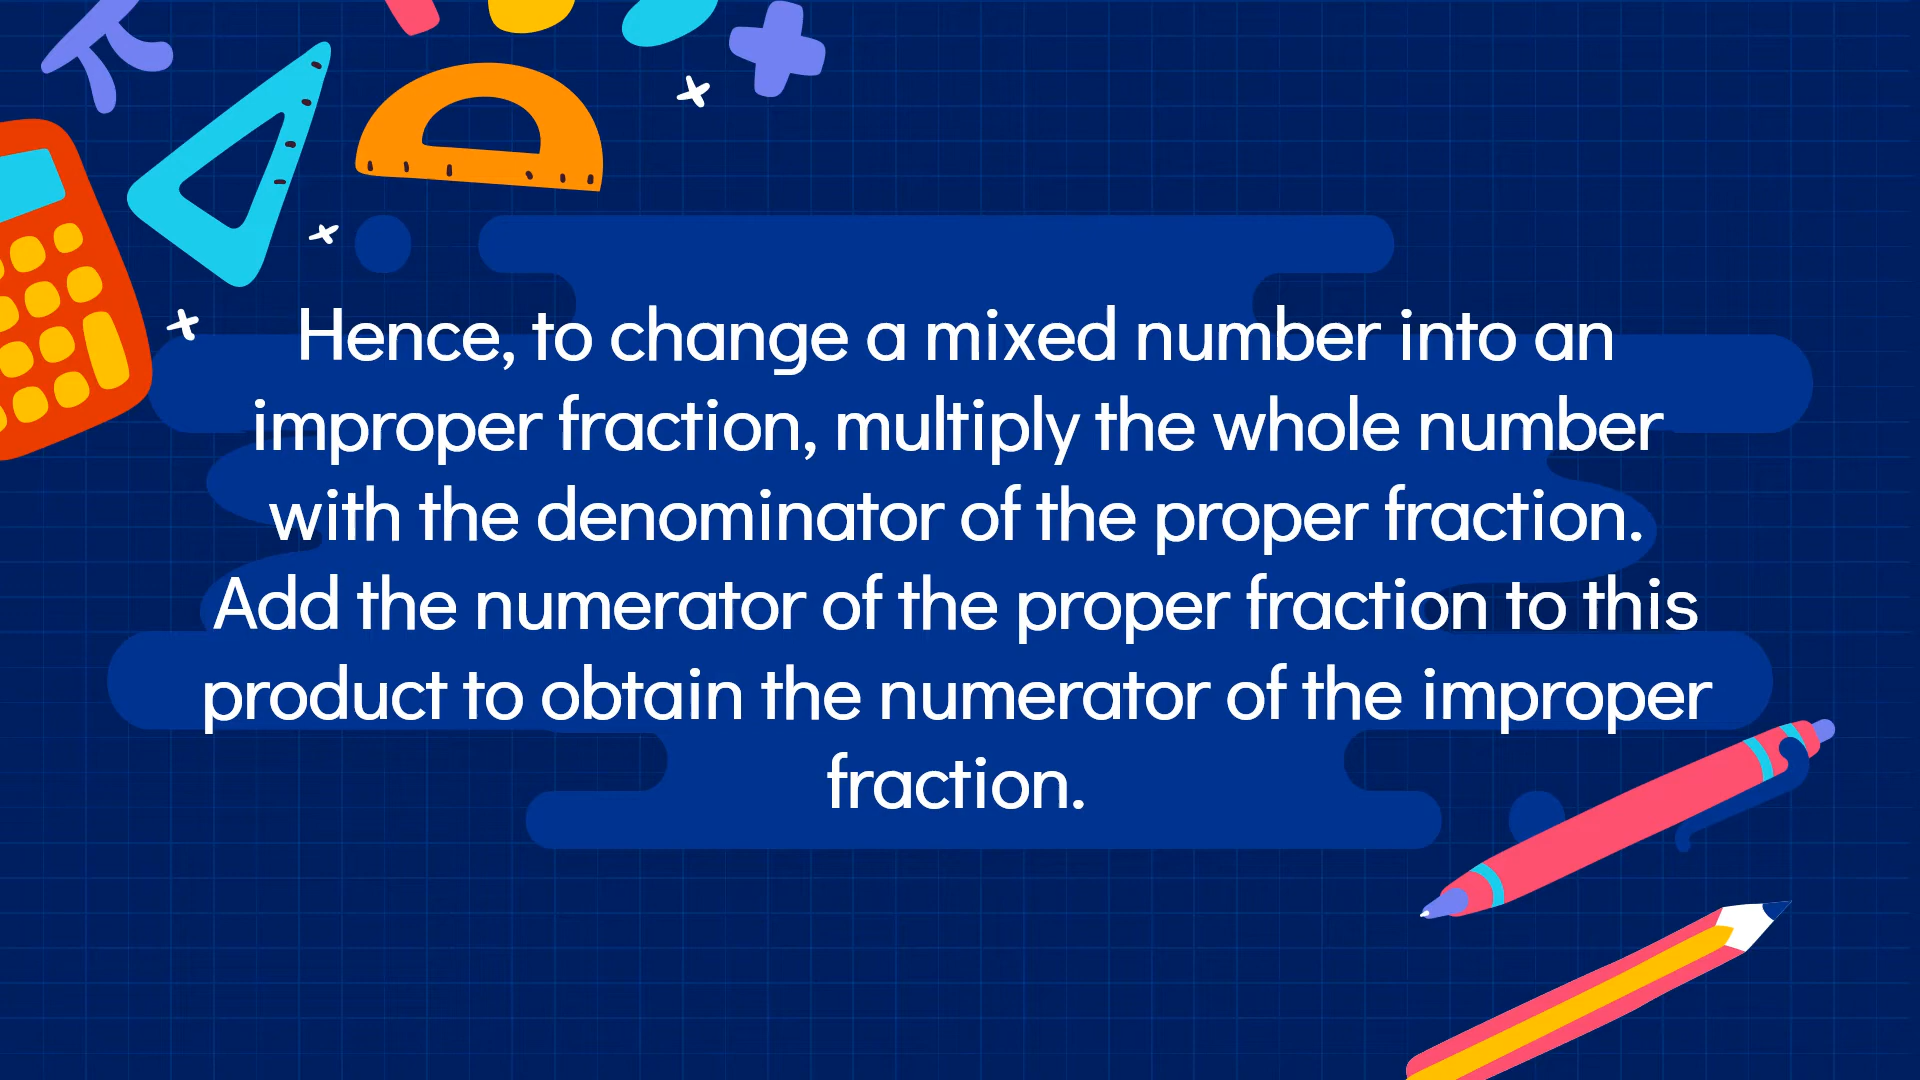 Hence, to change a mixed number into an
improper fraction, multiply the whole number
with the denominator of the proper fraction.
Add the numerator of the proper fraction to this
product to obtain the numerator of the improper
fraction.